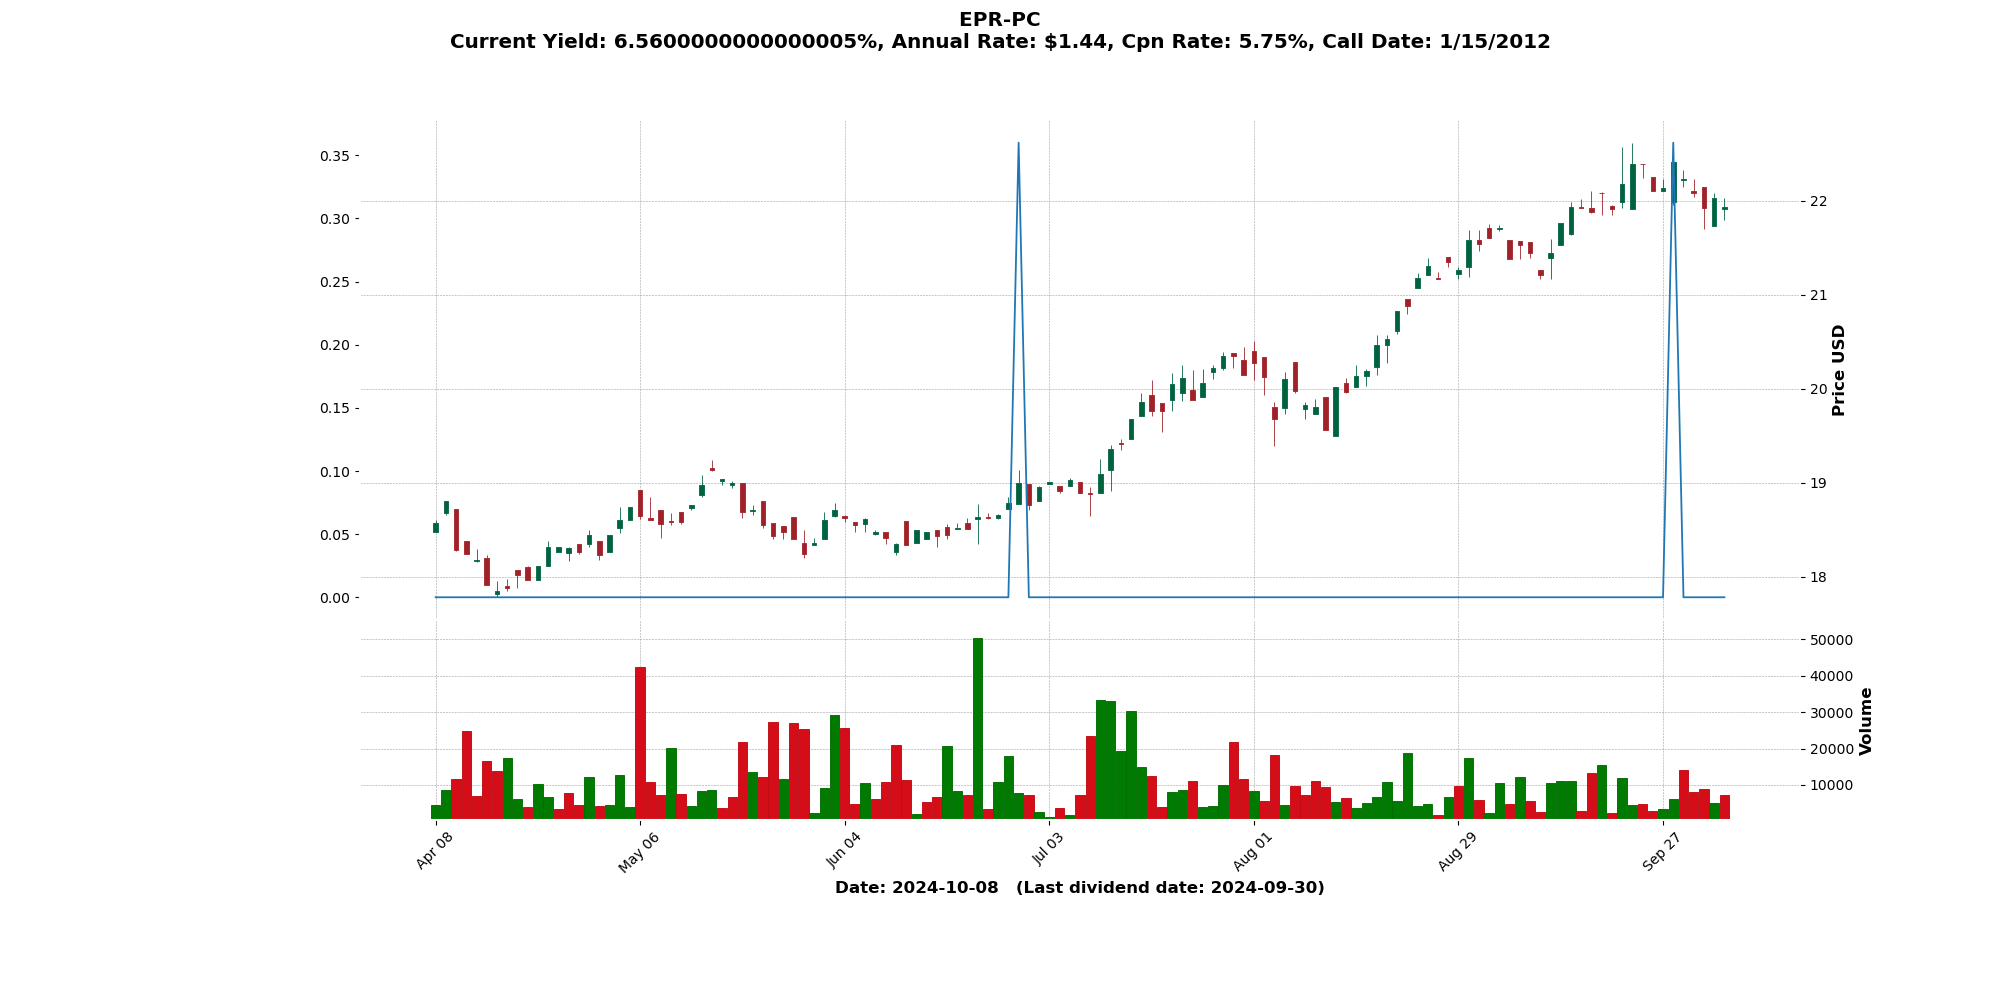 EPR-PC
Current Yield: 6.5600000000000005%, Annual Rate: $1.44, Cpn Rate: 5.75%, Call Date: 1/15/2012
0.35
0.30
0.25
0.20
0.15
0.10
0.05
0.00
22
21
20
19
18
Price USD
50000
40000
30000
20000
10000
Volume
Apr 08
May 06
Jun 04
Jul 03
Aug 01
Aug 29
Sep 27
Date: 2024-10-08 (Last dividend date: 2024-09-30)